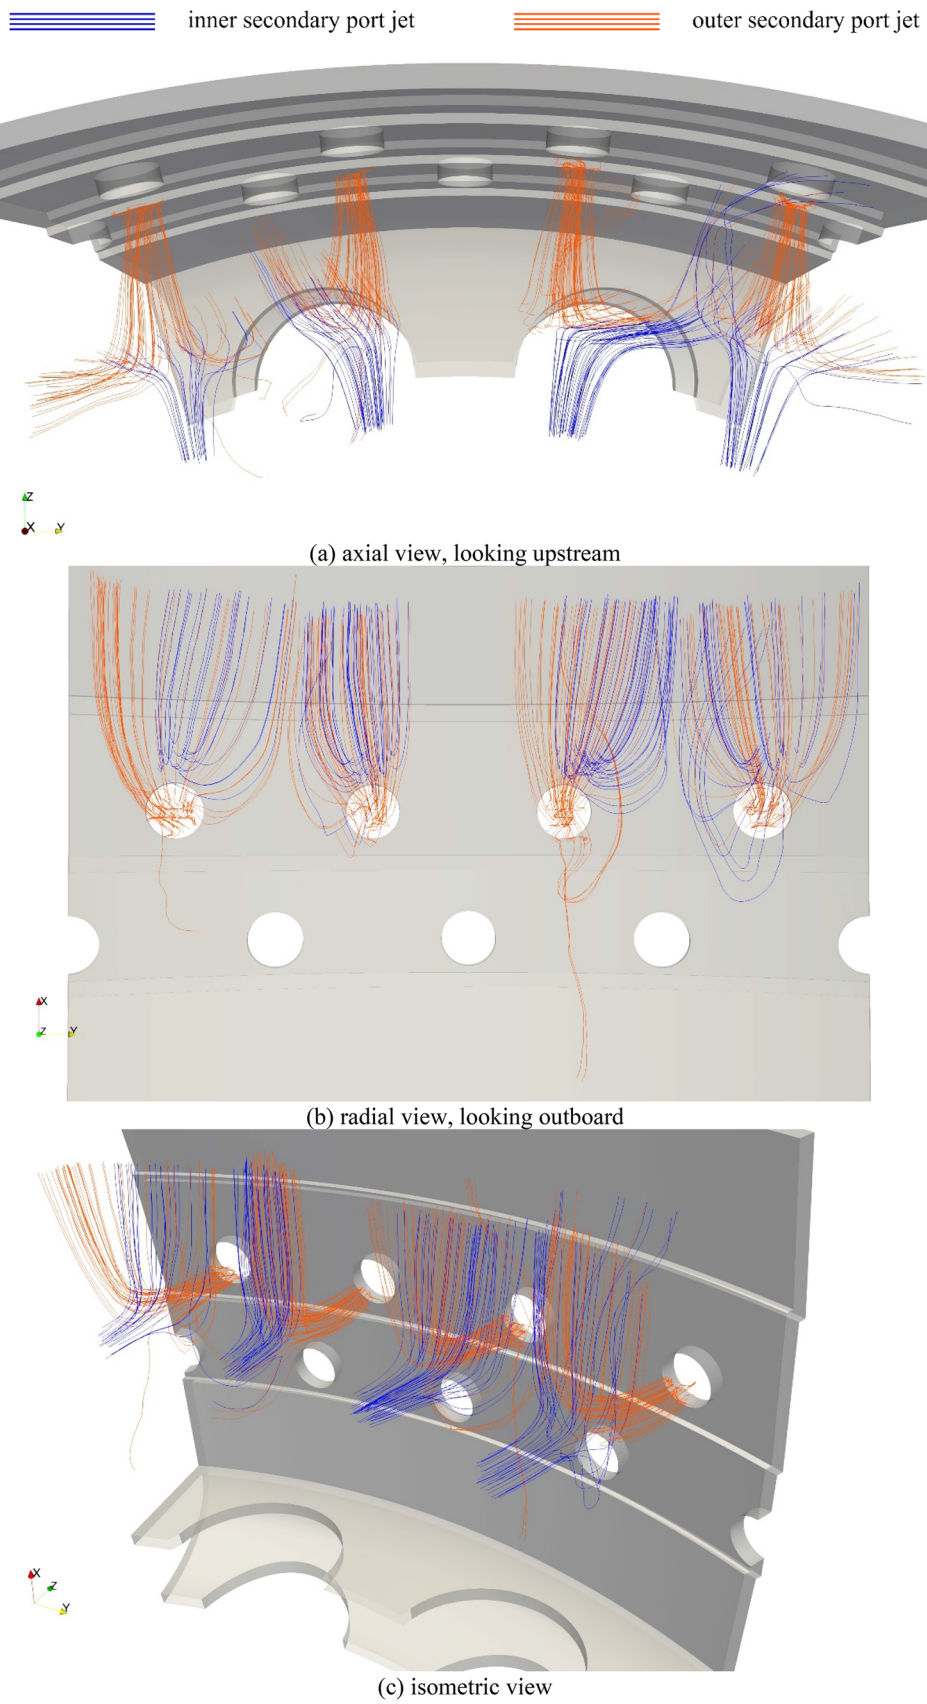 inner secondary port jet outer secondary port jet
Z
X Y
(a) axial view, looking upstream
X
Z Y
(b) radial view, looking outboard
X Z
Y
(c) isometric view